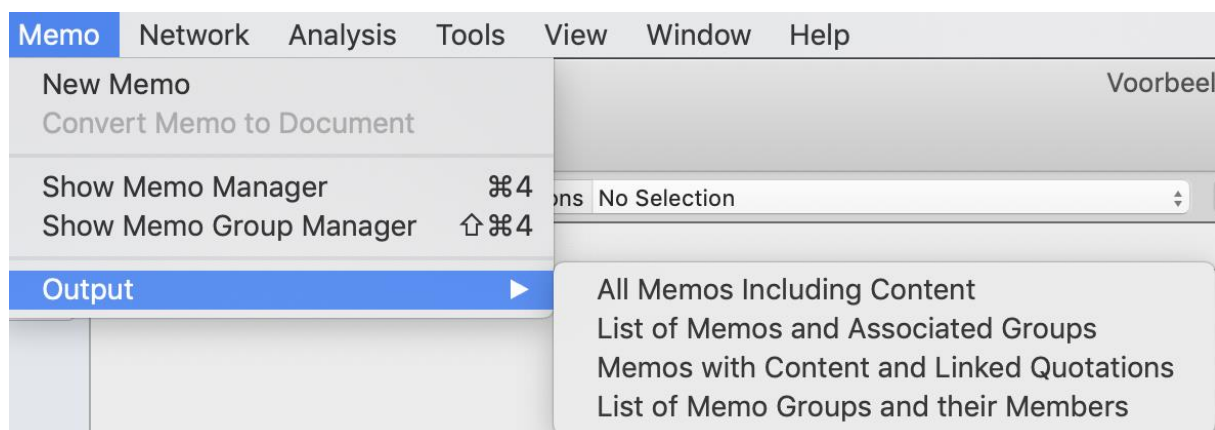 Memo Network Analysis Tools View Window Help
New Memo
Voorbeel
Convert Memo to Document
Show Memo Manager ⌘4
ons No Selection
Show Memo Group Manager ⇧⌘4
Output ▶
All Memos Including Content
List of Memos and Associated Groups
Memos with Content and Linked Quotations
List of Memo Groups and their Members